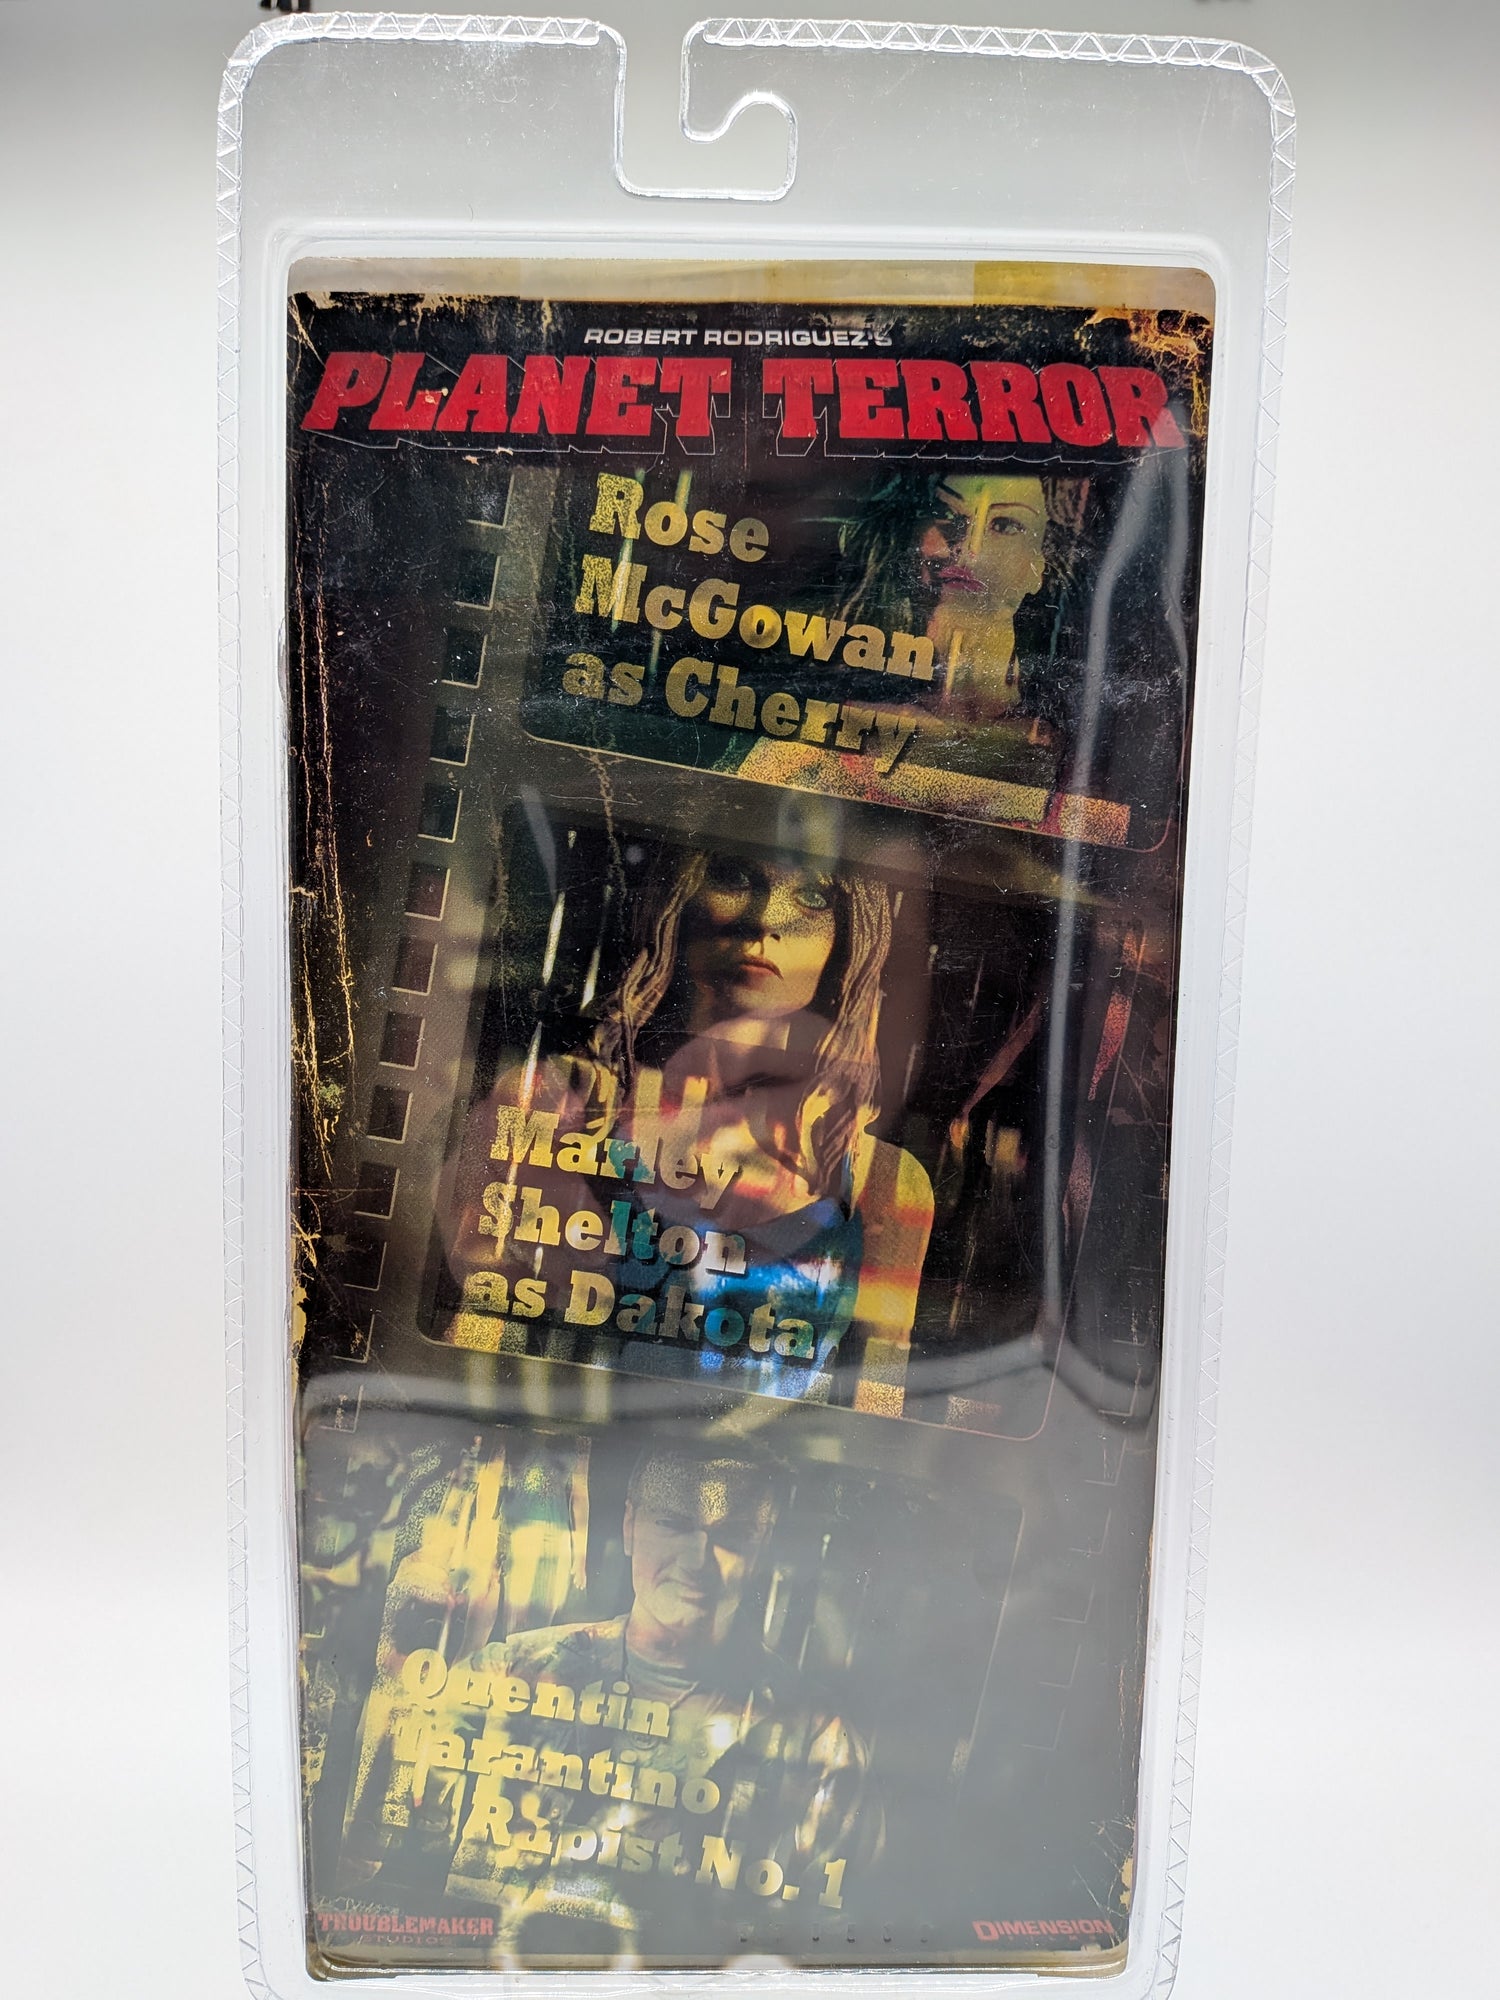 ROBERT RODRIGUEZ'S
PLANET TERROR
Rose
McGowan
as Cherry
Marley
Shelton
as Dakota
Quentin
Tarantino
Rapist No. 1
TROUBLEMAKER
STUDIOS
DIMENSION